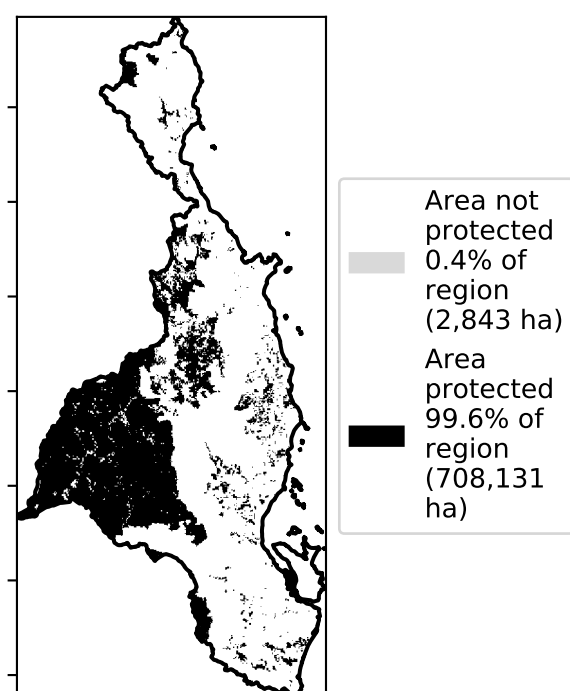 Area not
protected
0.4% of
region
(2,843 ha)
Area
protected
99.6% of
region
(708,131
ha)